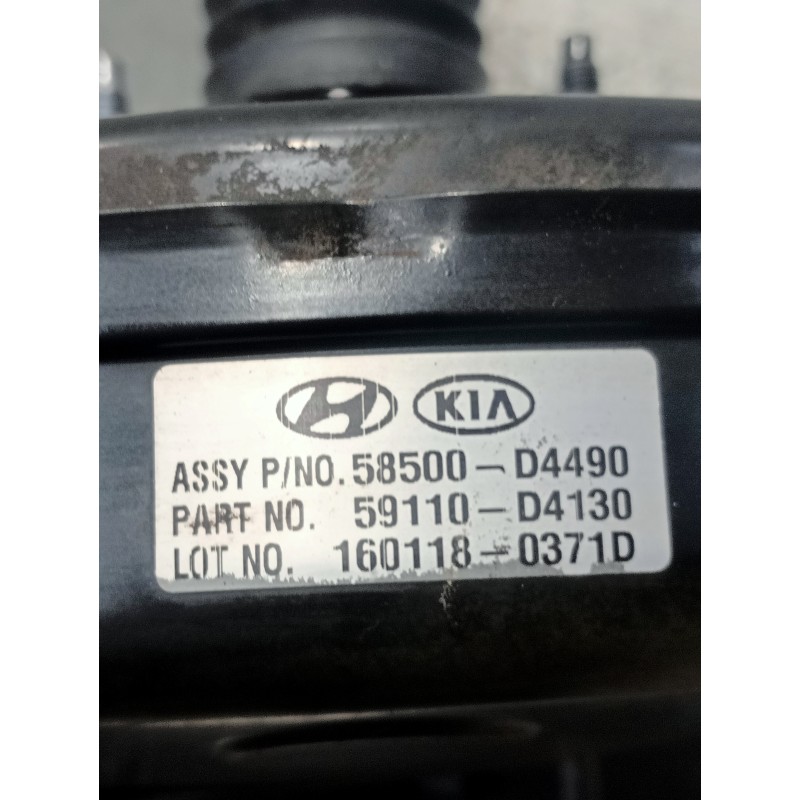 KIA
ASSY P/NO. 58500-D4490
PART NO. 59110-D4130
LOT NO. 160118-0371D